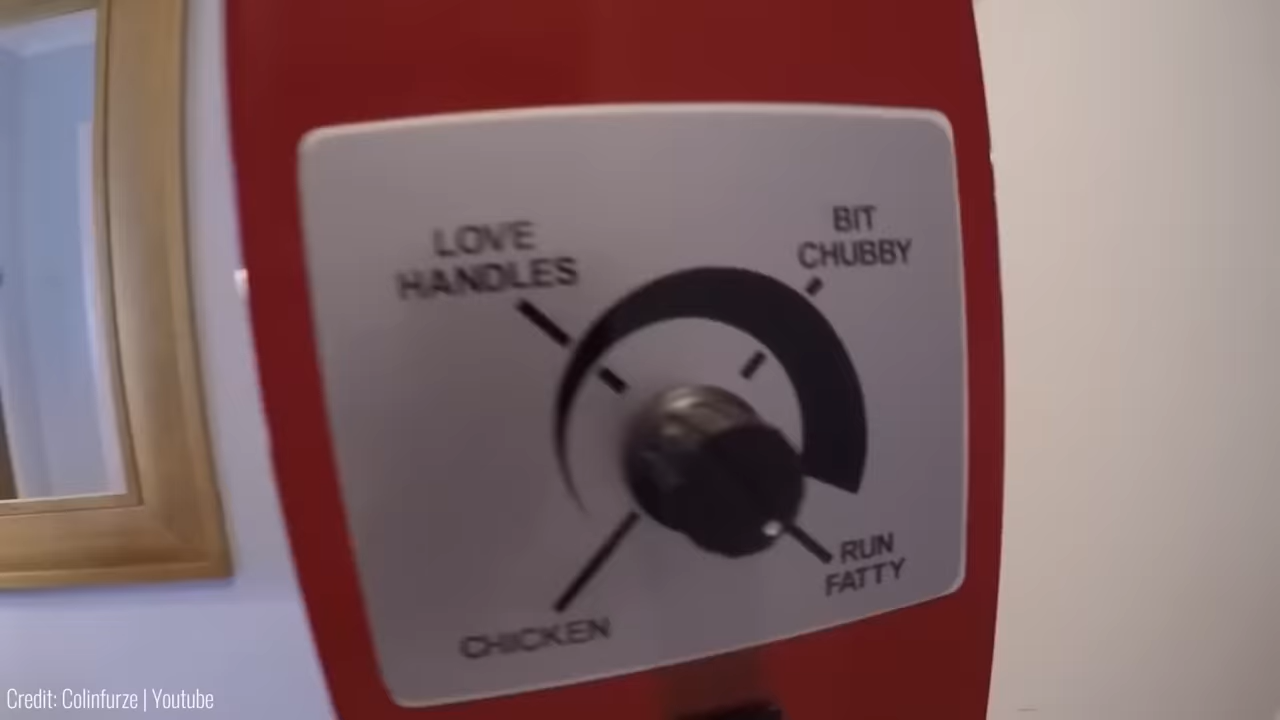 LOVE
HANDLES
BIT
CHUBBY
RUN
FATTY
CHICKEN
Credit: Colinfurze | Youtube